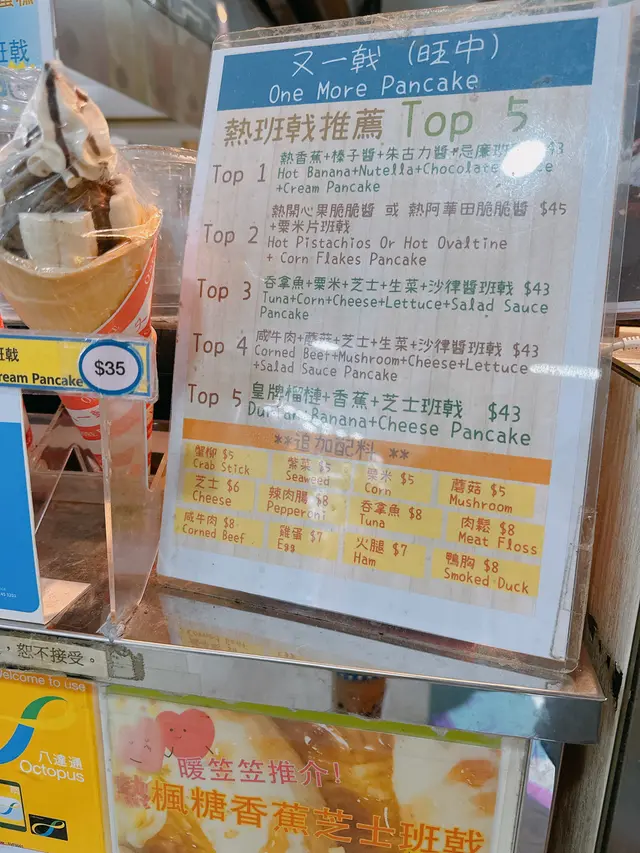 又一戟 (旺中)
One More Pancake
熱班戟推薦 Top 5
Top 1
熱香蕉+榛子醬+朱古力醬+忌廉班
43
Hot Banana+Nutella+Chocolate
+Cream Pancake
Top 2
熱開心果脆脆醬 或 熱阿華田脆脆醬 $45
+粟米片班戟
Hot Pistachios Or Hot Ovaltine
+ Corn Flakes Pancake
Top 3
吞拿魚+粟米+芝士+生菜+沙律醬班戟 $43
Tuna+Corn+Cheese+Lettuce+Salad Sauce
Pancake
Top 4
咸牛肉+蘑菇+芝士+生菜+沙律醬班戟 $43
Corned Beef+Mushroom+Cheese+Lettuce
+Salad Sauce Pancake
Top 5
皇牌榴槤+香蕉+芝士班戟 $43
Durian+Banana+Cheese Pancake
**追加配料 **
蟹柳 $5
Crab Stick
紫菜 $5
Seaweed
粟米 $5
Corn
蘑菇 $5
Mushroom
芝士 $6
Cheese
辣肉腸 $8
Pepperoni
吞拿魚 $8
Tuna
肉鬆 $8
Meat Floss
咸牛肉 $8
Corned Beef
雞蛋 $7
Egg
火腿 $7
Ham
鴨胸 $8
Smoked Duck
班戟
ream Pancake
$35
，恕不接受。
Welcome to use
八達通
Octopus
暖笠笠推介!
熱楓糖香蕉芝士班戟